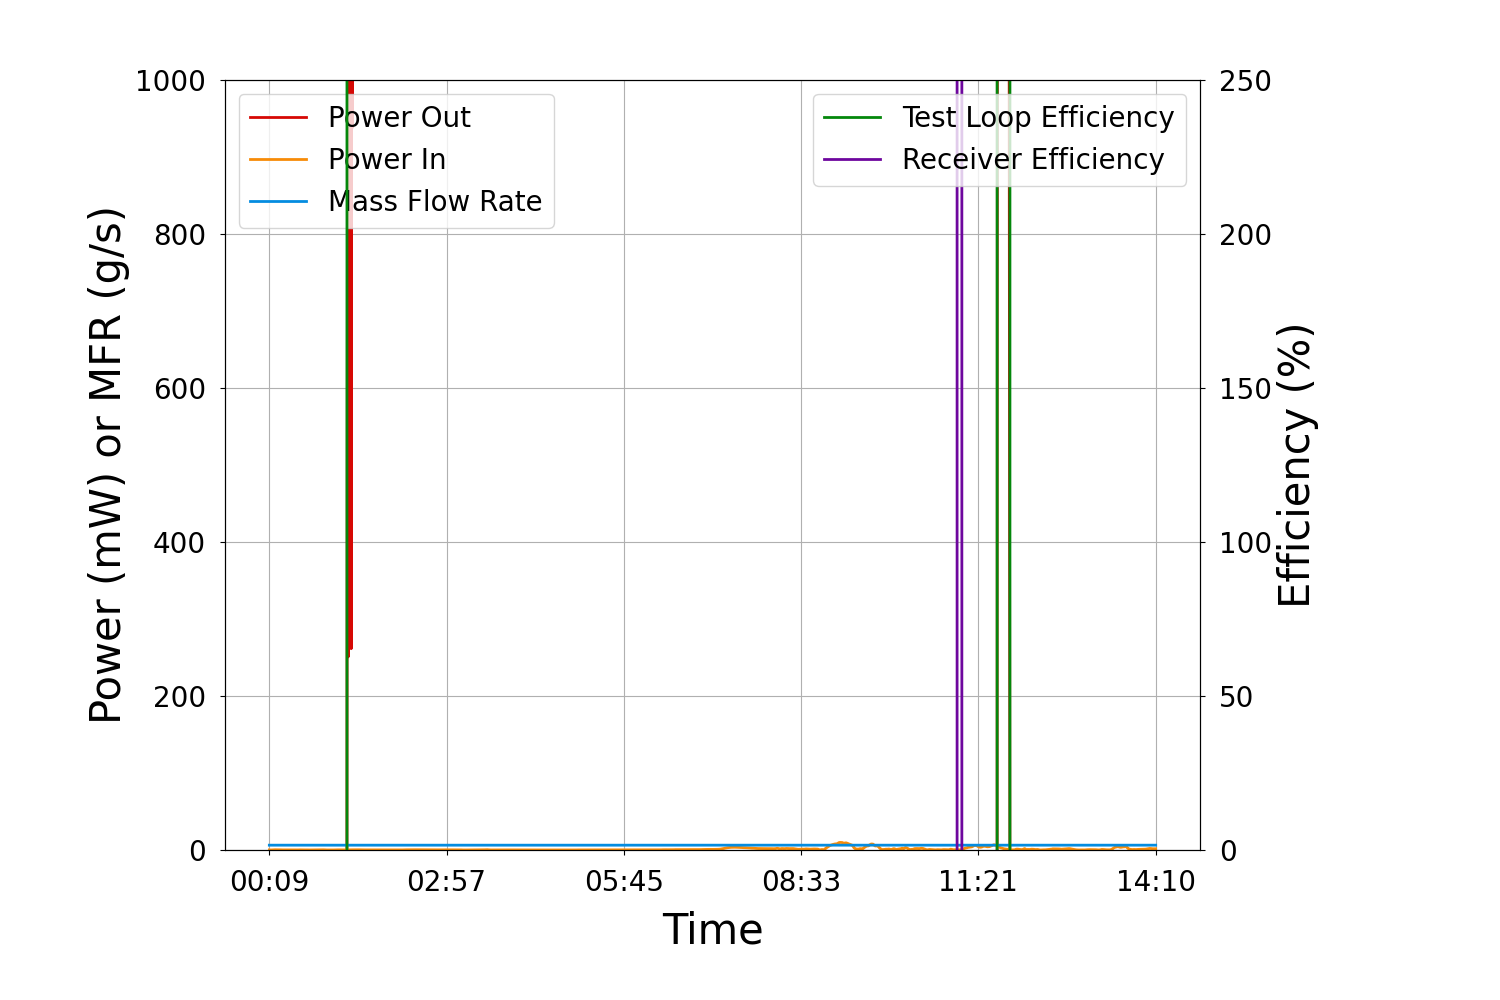 1000
800
600
400
200
0
Power (mW) or MFR (g/s)
Power Out
Power In
Mass Flow Rate
Test Loop Efficiency
Receiver Efficiency
250
200
150
100
50
0
Efficiency (%)
00:09 02:57 05:45 08:33 11:21 14:10
Time